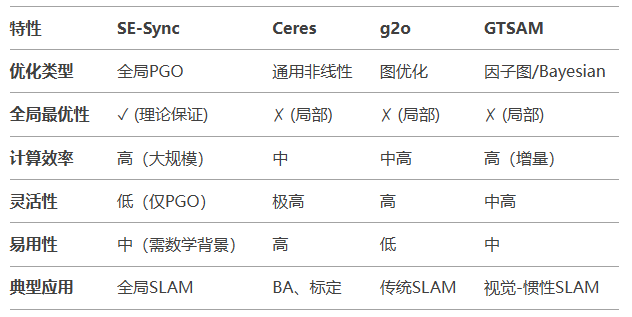 特性 SE-Sync Ceres g2o GTSAM
优化类型 全局PGO 通用非线性 图优化 因子图/Bayesian
全局最优性 ✓ (理论保证) ✗ (局部) ✗ (局部) ✗ (局部)
计算效率 高（大规模） 中 中高 高（增量）
灵活性 低（仅PGO） 极高 高 中高
易用性 中（需数学背景） 高 低 中
典型应用 全局SLAM BA、标定 传统SLAM 视觉-惯性SLAM